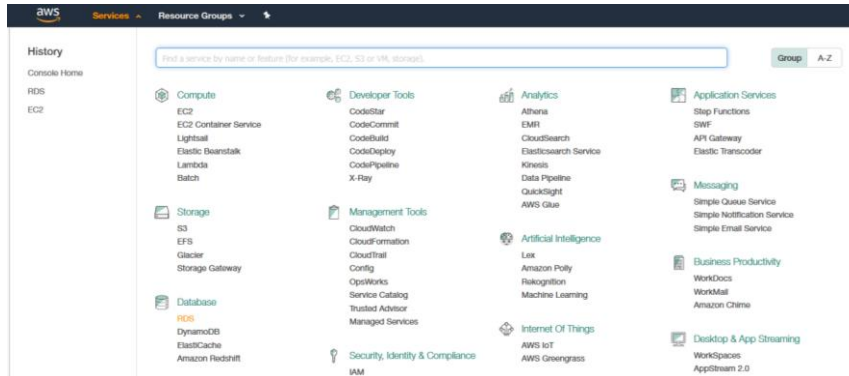 aws Services Resource Groups
History
Console Home
RDS
EC2
Find a service by name or feature (for example, EC2, S3 or VM, storage).
Group A-Z
Compute
EC2
EC2 Container Service
Lightsail
Elastic Beanstalk
Lambda
Batch
Storage
S3
EFS
Glacier
Storage Gateway
Database
RDS
DynamoDB
ElastiCache
Amazon Redshift
Developer Tools
CodeStar
CodeCommit
CodeBuild
CodeDeploy
CodePipeline
X-Ray
Management Tools
CloudWatch
CloudFormation
CloudTrail
Config
OpsWorks
Service Catalog
Trusted Advisor
Managed Services
Security, Identity & Compliance
IAM
Analytics
Athena
EMR
CloudSearch
Elasticsearch Service
Kinesis
Data Pipeline
QuickSight
AWS Glue
Artificial Intelligence
Lex
Amazon Polly
Rekognition
Machine Learning
Internet Of Things
AWS IoT
AWS Greengrass
Application Services
Step Functions
SWF
API Gateway
Elastic Transcoder
Messaging
Simple Queue Service
Simple Notification Service
Simple Email Service
Business Productivity
WorkDocs
WorkMail
Amazon Chime
Desktop & App Streaming
WorkSpaces
AppStream 2.0